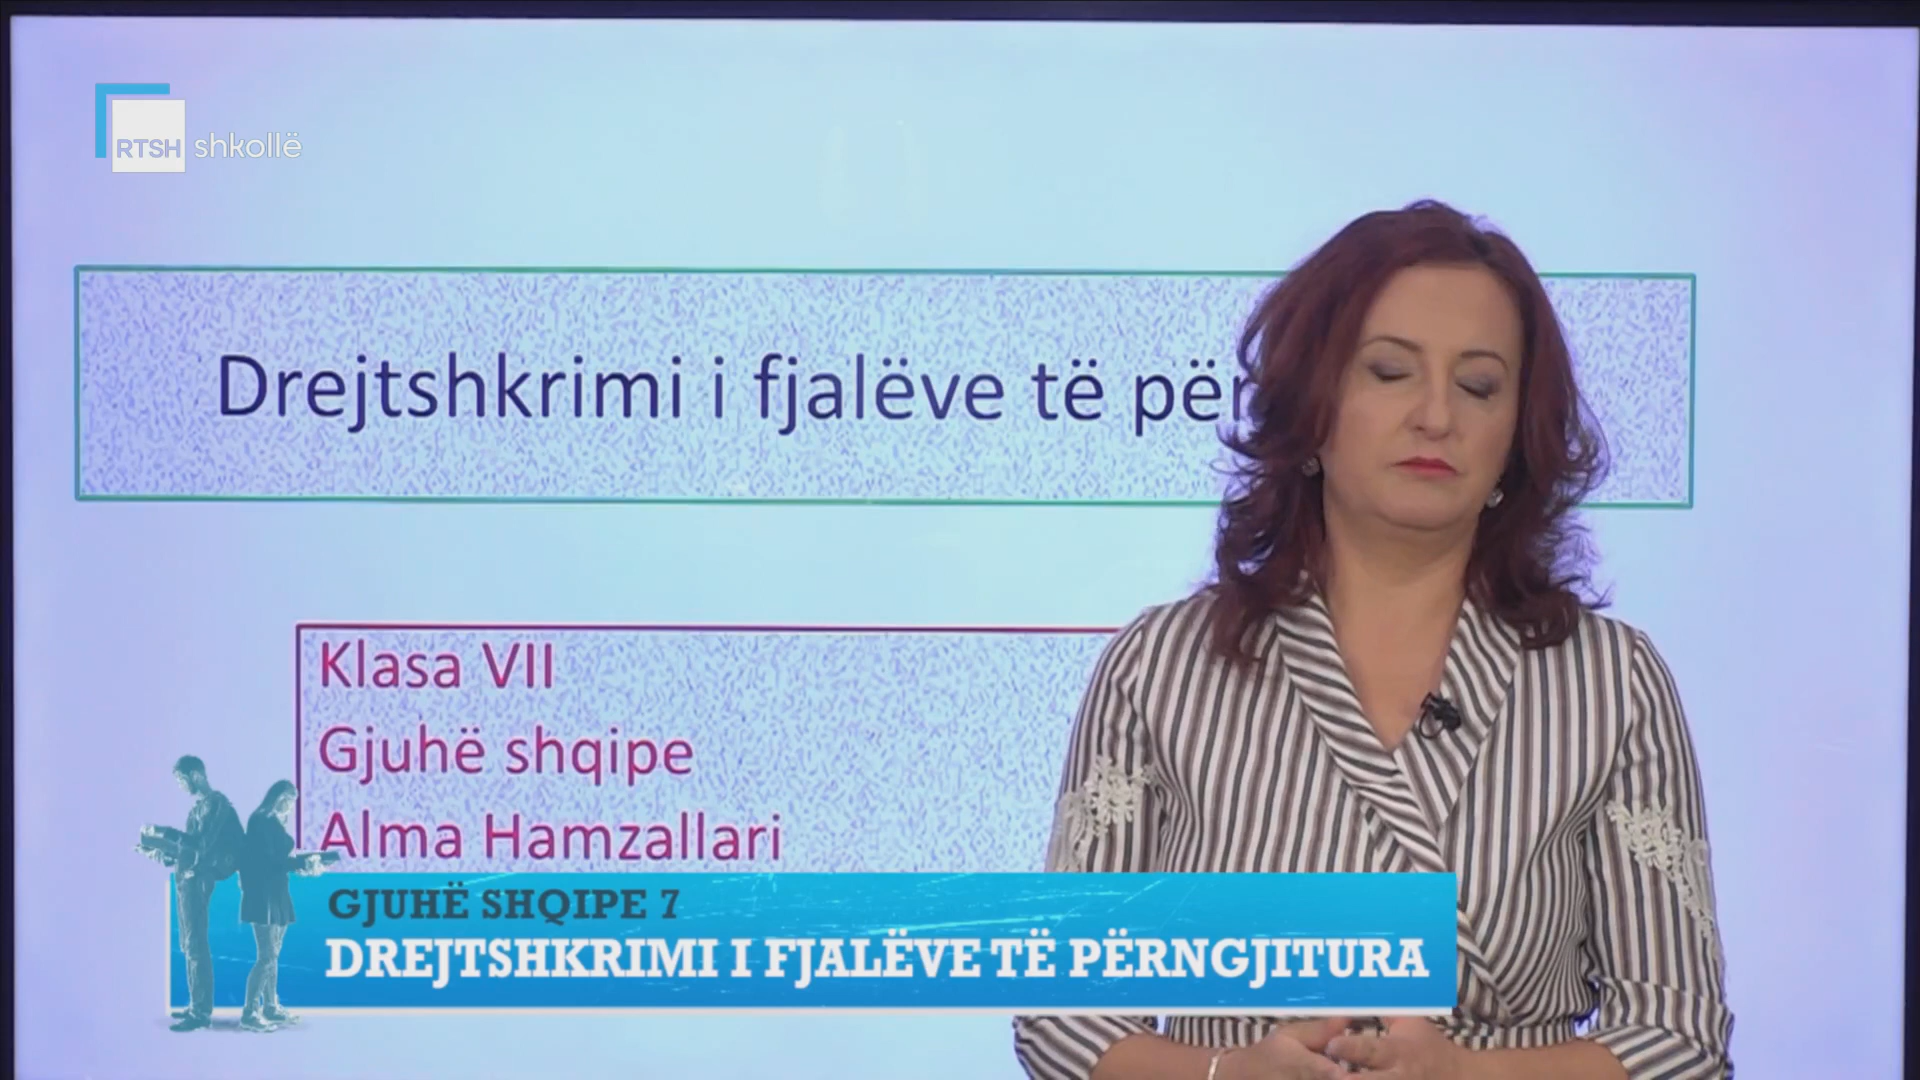 RTSH shkollë
Drejtshkrimi i fjalëve të për
Klasa VII
Gjuhë shqipe
Alma Hamzallari
GJUHË SHQIPE 7
DREJTSHKRIMI I FJALËVE TË PËRNGJITURA